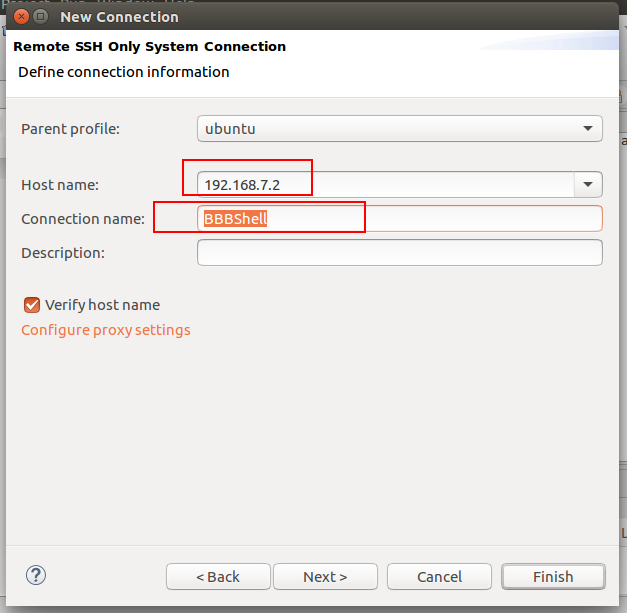 New Connection
Remote SSH Only System Connection
Define connection information
Parent profile: ubuntu
Host name: 192.168.7.2
Connection name: BBBShell
Description:
Verify host name
Configure proxy settings
?
< Back Next > Cancel Finish